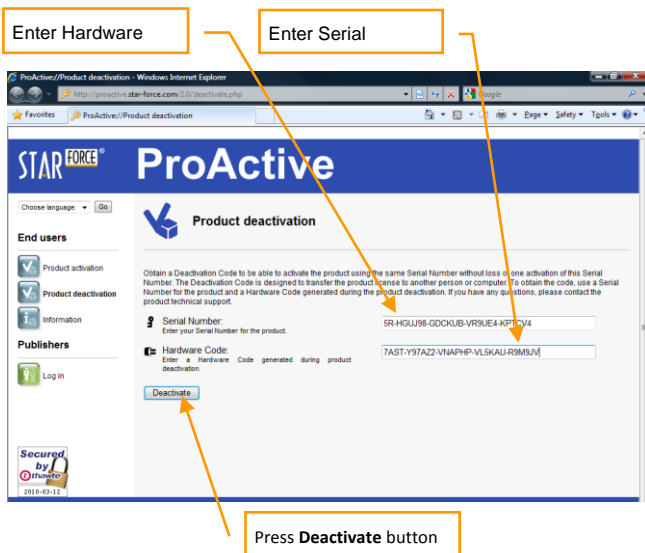 Enter Hardware
Enter Serial
ProActive://Product deactivation - Windows Internet Explorer
http://proactive.star-force.com/2.0/deactivate.php
Google
Favorites
ProActive://Product deactivation
Page
Safety
Tools
STAR FORCE®
ProActive
Choose language:
Go
Product deactivation
End users
Product activation
Product deactivation
Information
Publishers
Log in
Obtain a Deactivation Code to be able to activate the product using the same Serial Number without loss of one activation of this Serial
Number. The Deactivation Code is designed to transfer the product license to another person or computer. To obtain the code, use a Serial
Number for the product and a Hardware Code generated during the product deactivation. If you have any questions, please contact the
product technical support.
Serial Number:
Enter your Serial Number for the product.
5R-HGUJ98-GDCKUB-VR9UE4-KPTCV4
Hardware Code:
Enter a Hardware Code generated during product
deactivation.
7AST-Y97AZ2-VNAPHP-VL5KAU-R9M9JV
Deactivate
Secured
by
thawte
2010-03-12
Press Deactivate button